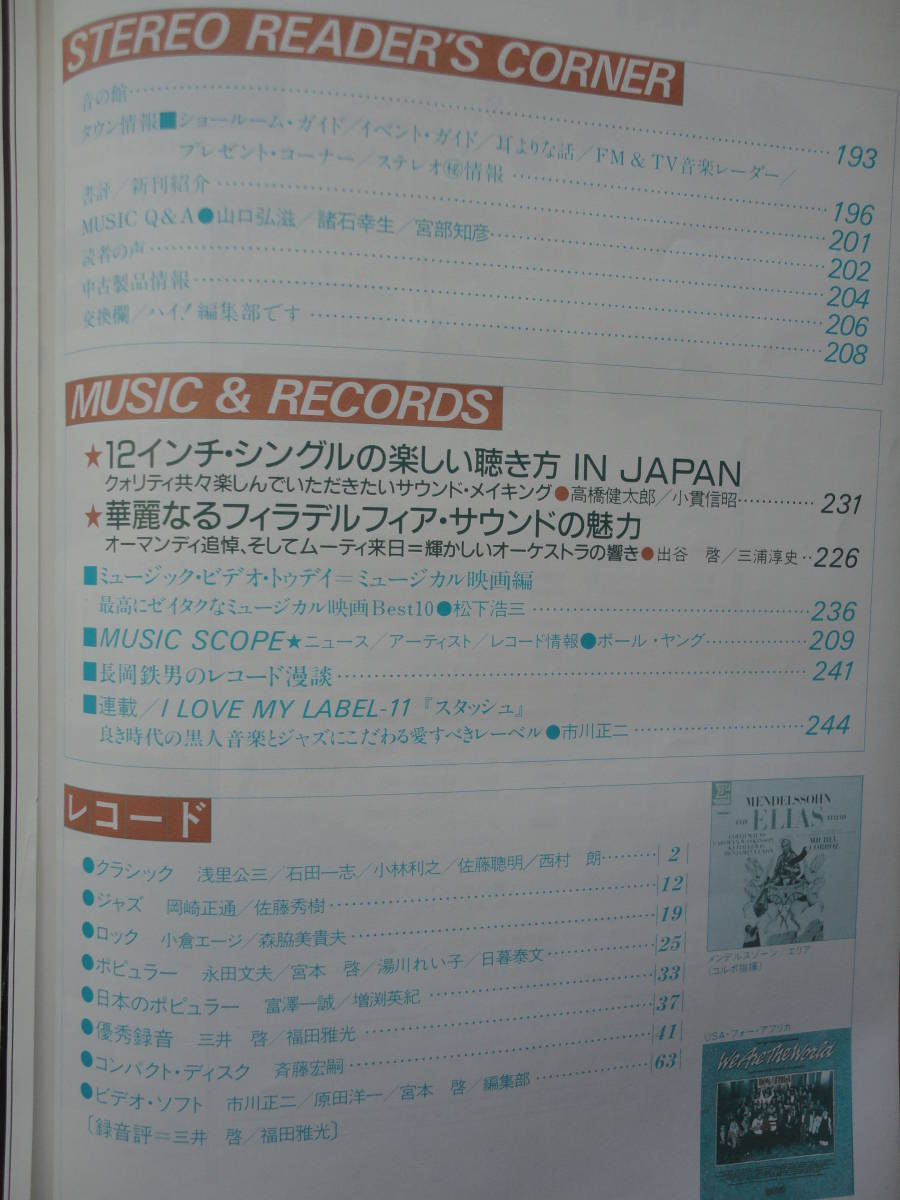 STEREO READER'S CORNER
音の館……193
タウン情報■ショールーム・ガイド／イベント・ガイド／耳よりな話／FM & TV音楽レーダー／
プレゼント・コーナー／ステレオ㊙情報……196
書評／新刊紹介……201
MUSIC Q & A●山口弘滋／諸石幸生／宮部知彦……202
読者の声……204
中古製品情報……206
交換欄／ハイ！編集部です……208
MUSIC & RECORDS
★12インチ・シングルの楽しい聴き方 IN JAPAN
クォリティ共々楽しんでいただきたいサウンド・メイキング●高橋健太郎／小貫信昭……231
★華麗なるフィラデルフィア・サウンドの魅力
オーマンディ追悼、そしてムーティ来日＝輝かしいオーケストラの響き●出谷 啓／三浦淳史‥226
■ミュージック・ビデオ・トゥデイ＝ミュージカル映画編
最高にゼイタクなミュージカル映画Best10●松下浩三……236
■MUSIC SCOPE★ニュース／アーティスト／レコード情報●ポール・ヤング……209
■長岡鉄男のレコード漫談……241
■連載／I LOVE MY LABEL-11『スタッシュ』
良き時代の黒人音楽とジャズにこだわる愛すべきレーベル●市川正二……244
レコード
●クラシック 浅里公三／石田一志／小林利之／佐藤聰明／西村 朗……2
●ジャズ 岡崎正通／佐藤秀樹……12
●ロック 小倉エージ／森脇美貴夫……19
●ポピュラー 永田文夫／宮本 啓／湯川れい子／日暮泰文……25
●日本のポピュラー 富澤一誠／増渕英紀……33
●優秀録音 三井 啓／福田雅光……37
●コンパクト・ディスク 斉藤宏嗣……41
●ビデオ・ソフト 市川正二／原田洋一／宮本 啓／編集部……63
〔録音評＝三井 啓／福田雅光〕
MENDELSSOHN
ELIAS
MICHEL
CORBOZ
メンデルスゾーン／エリア
（コルボ指揮）
USA・フォー・アフリカ
We Are The World